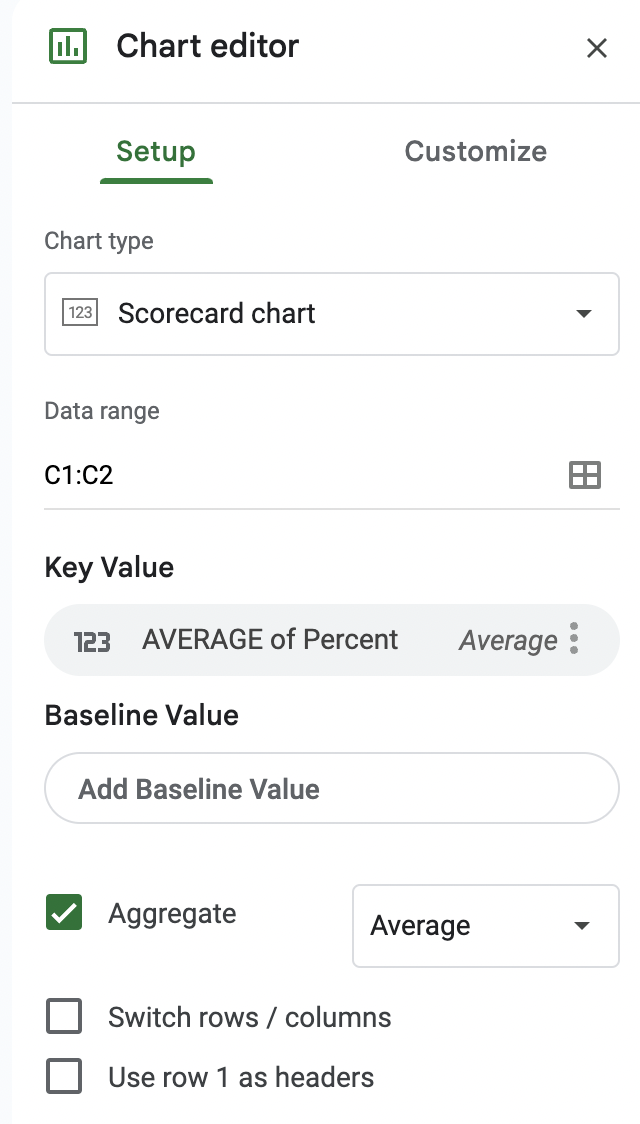 Chart editor
Setup Customize
Chart type
123 Scorecard chart
Data range
C1:C2
Key Value
123 AVERAGE of Percent Average
Baseline Value
Add Baseline Value
Aggregate Average
Switch rows / columns
Use row 1 as headers